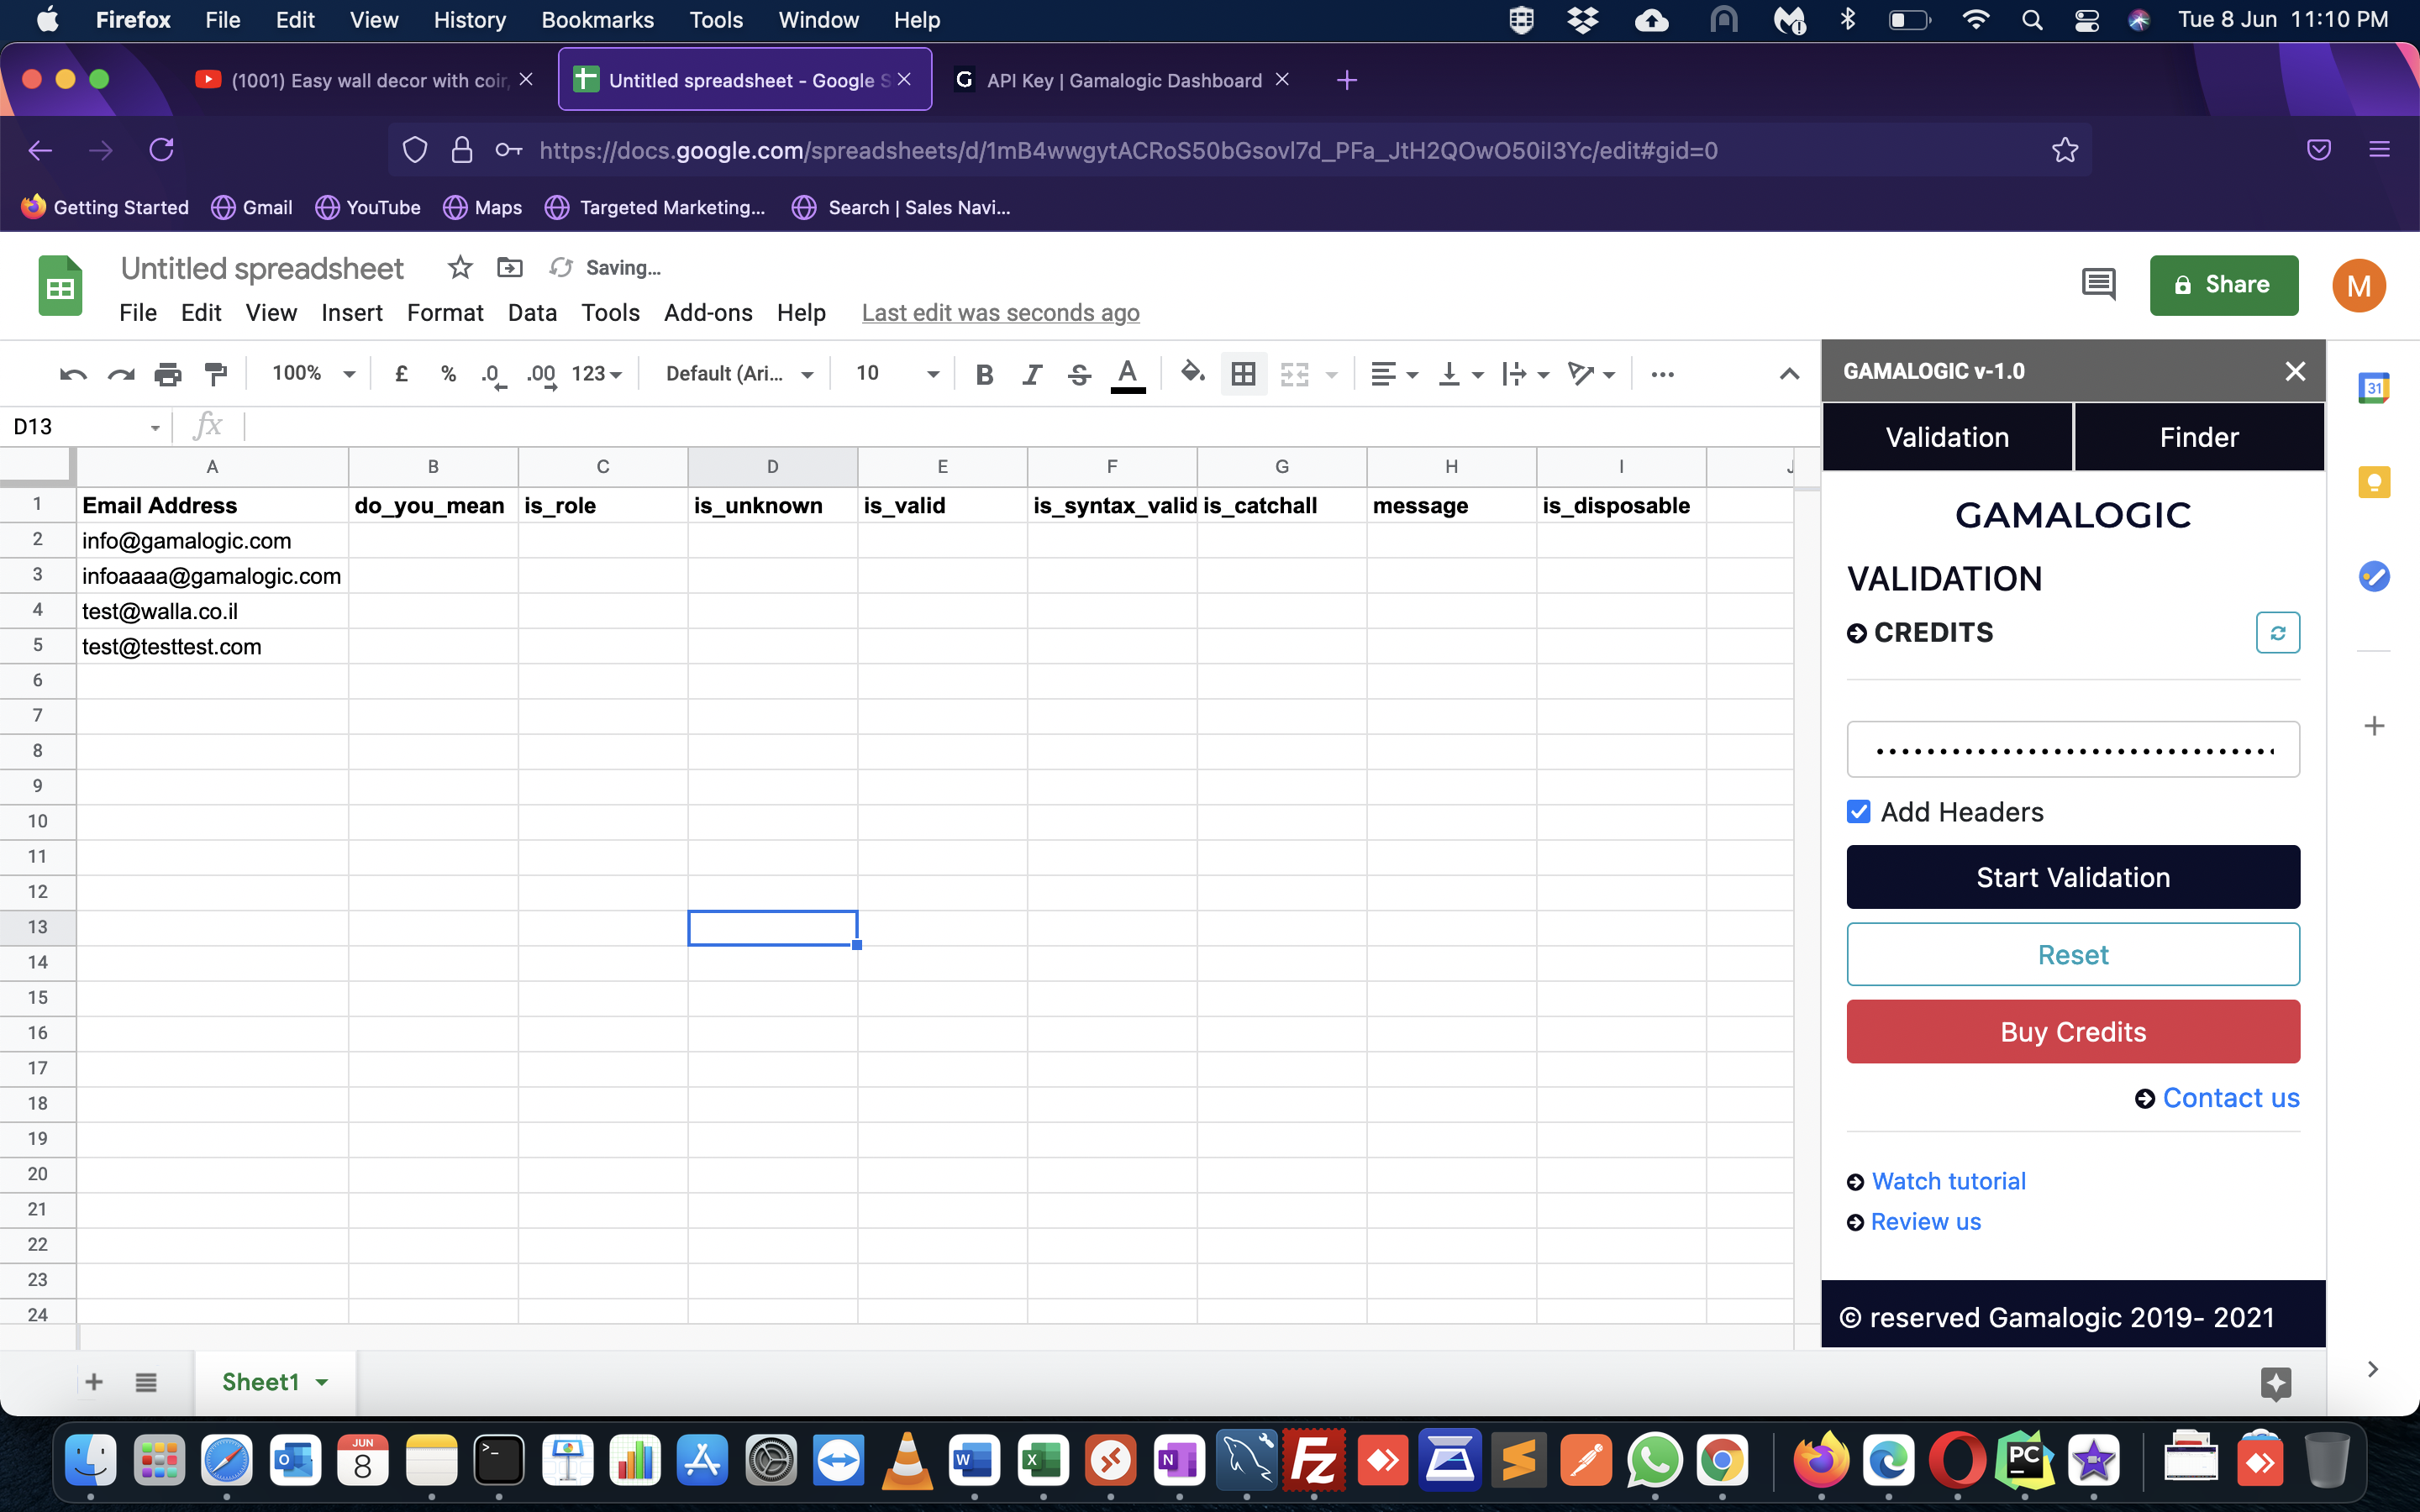 Firefox File Edit View History Bookmarks Tools Window Help Tue 8 Jun 11:10 PM
(1001) Easy wall decor with coir, Untitled spreadsheet - Google S API Key | Gamalogic Dashboard
https://docs.google.com/spreadsheets/d/1mB4wwgytACRoS50bGsovl7d_PFa_JtH2QOwO50iI3Yc/edit#gid=0
Getting Started Gmail YouTube Maps Targeted Marketing... Search | Sales Navi...
Untitled spreadsheet Saving...
Share M
File Edit View Insert Format Data Tools Add-ons Help Last edit was seconds ago
100% £ % .0 .00 123 Default (Ari... 10 B I S A
GAMALOGIC v-1.0
D13 fx
Validation Finder
A B C D E F G H I J
1 Email Address do_you_mean is_role is_unknown is_valid is_syntax_valid is_catchall message is_disposable
2 info@gamalogic.com
3 infoaaaa@gamalogic.com
4 test@walla.co.il
5 test@testtest.com
6
7
8
9
10
11
12
13
14
15
16
17
18
19
20
21
22
23
24
GAMALOGIC
VALIDATION
CREDITS
Add Headers
Start Validation
Reset
Buy Credits
Contact us
Watch tutorial
Review us
© reserved Gamalogic 2019- 2021
31
Sheet1
JUN
8
W
X
N
Fz
PC